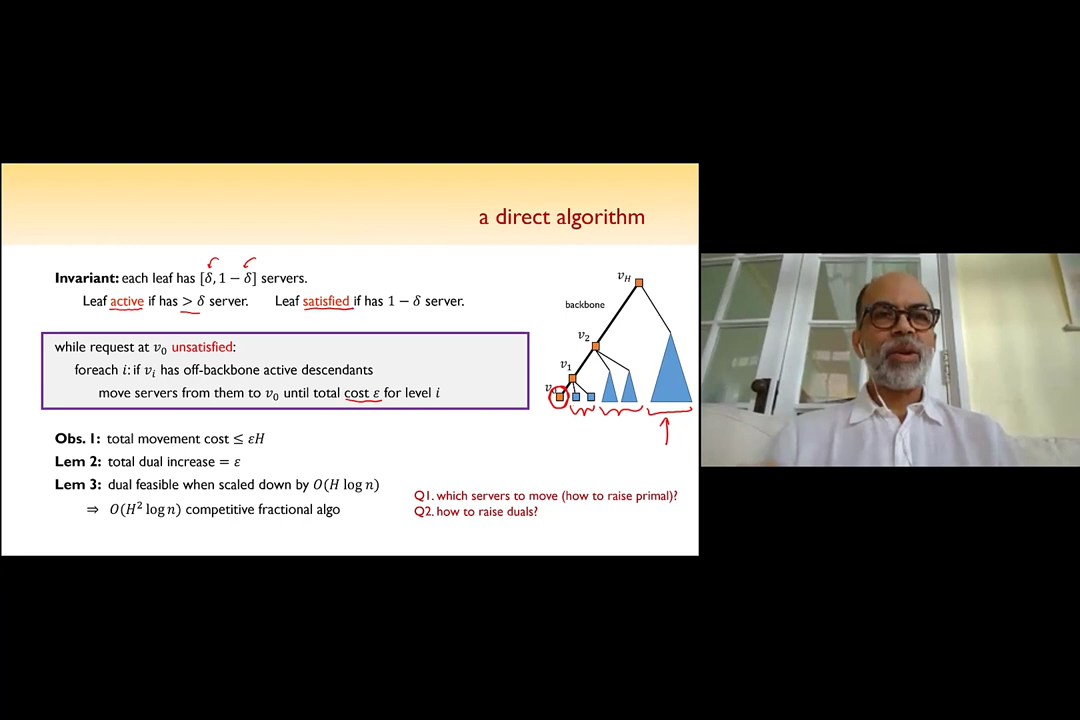 a direct algorithm
Invariant: each leaf has [δ, 1 − δ] servers.
Leaf active if has > δ server. Leaf satisfied if has 1 − δ server.
while request at v₀ unsatisfied:
foreach i: if vᵢ has off-backbone active descendants
move servers from them to v₀ until total cost ε for level i
Obs. 1: total movement cost ≤ εH
Lem 2: total dual increase = ε
Lem 3: dual feasible when scaled down by O(H log n)
⇒ O(H² log n) competitive fractional algo
v_H
backbone
v₂
v₁
Q1. which servers to move (how to raise primal)?
Q2. how to raise duals?